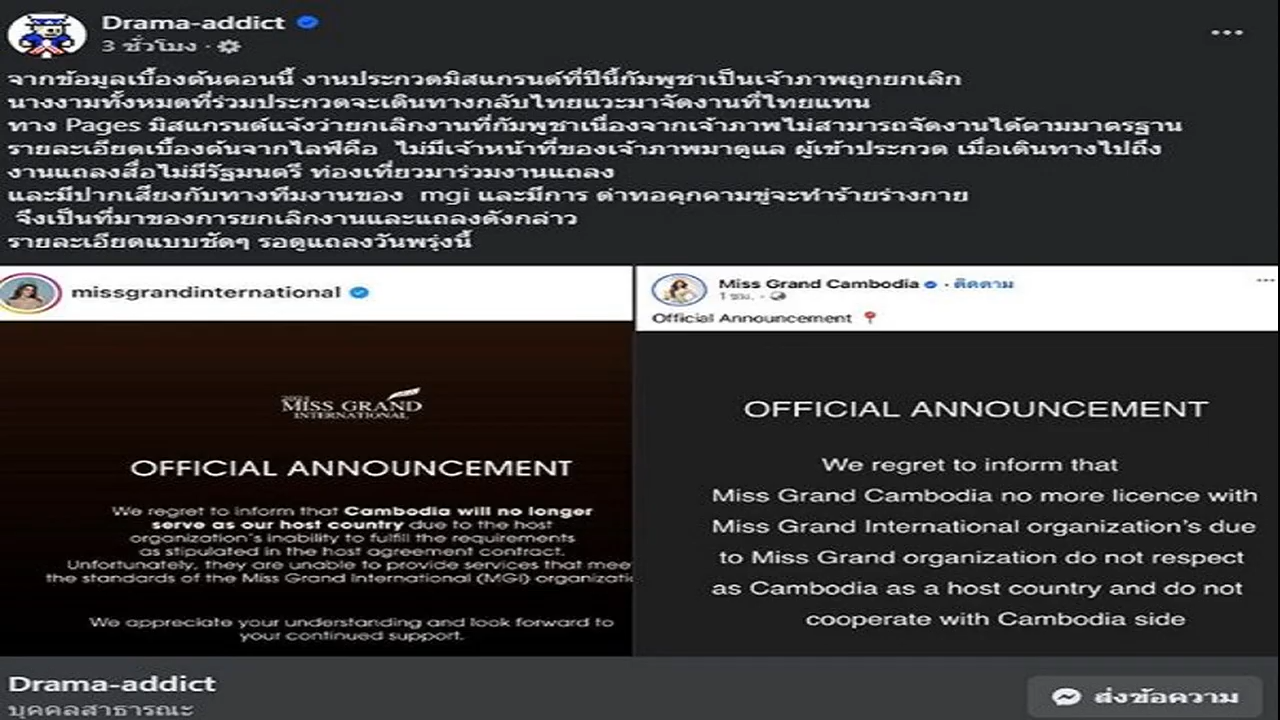 Drama-addict
3 ชั่วโมง ·
จากข้อมูลเบื้องต้นตอนนี้ งานประกวดมิสแกรนด์ที่ปีนี้กัมพูชาเป็นเจ้าภาพถูกยกเลิก
นางงามทั้งหมดที่ร่วมประกวดจะเดินทางกลับไทยแวะมาจัดงานที่ไทยแทน
ทาง Pages มิสแกรนด์แจ้งว่ายกเลิกงานที่กัมพูชาเนื่องจากเจ้าภาพไม่สามารถจัดงานได้ตามมาตรฐาน
รายละเอียดเบื้องต้นจากไลฟ์คือ ไม่มีเจ้าหน้าที่ของเจ้าภาพมาดูแล ผู้เข้าประกวด เมื่อเดินทางไปถึง
งานแถลงสื่อไม่มีรัฐมนตรี ท่องเที่ยวมาร่วมงานแถลง
และมีปากเสียงกับทางทีมงานของ mgi และมีการ ด่าทอคุกคามขู่จะทำร้ายร่างกาย
จึงเป็นที่มาของการยกเลิกงานและแถลงดังกล่าว
รายละเอียดแบบชัดๆ รอดูแถลงวันพรุ่งนี้
missgrandinternational
MISS GRAND
INTERNATIONAL
OFFICIAL ANNOUNCEMENT
We regret to inform that Cambodia will no longer
serve as our host country due to the host
organization's inability to fulfill the requirements
as stipulated in the host agreement contract.
Unfortunately, they are unable to provide services that mee
the standards of the Miss Grand International (MGI) organizatio
We appreciate your understanding and look forward to
your continued support.
Miss Grand Cambodia · ติดตาม
1 ชม. ·
Official Announcement
OFFICIAL ANNOUNCEMENT
We regret to inform that
Miss Grand Cambodia no more licence with
Miss Grand International organization's due
to Miss Grand organization do not respect
as Cambodia as a host country and do not
cooperate with Cambodia side
Drama-addict
บุคคลสาธารณะ
ส่งข้อความ